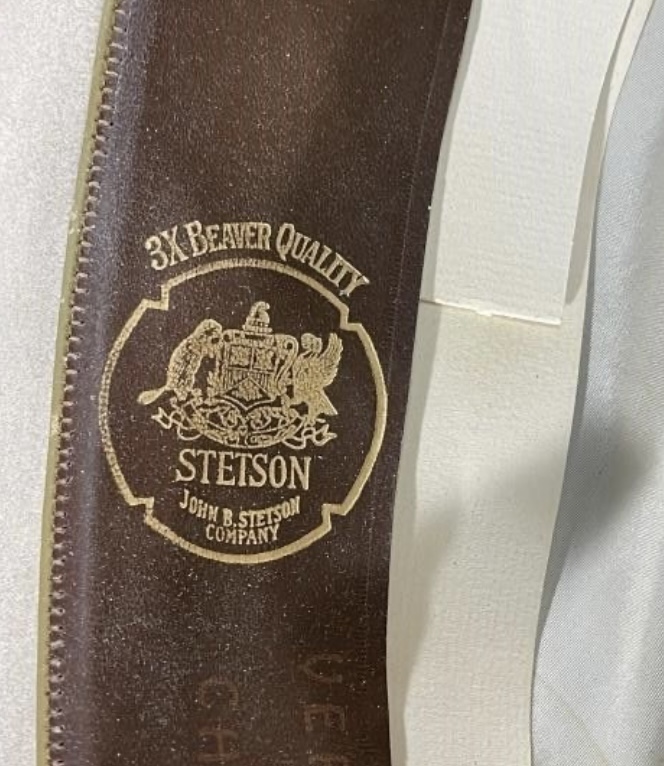 3X BEAVER QUALITY
STETSON
JOHN B. STETSON
COMPANY